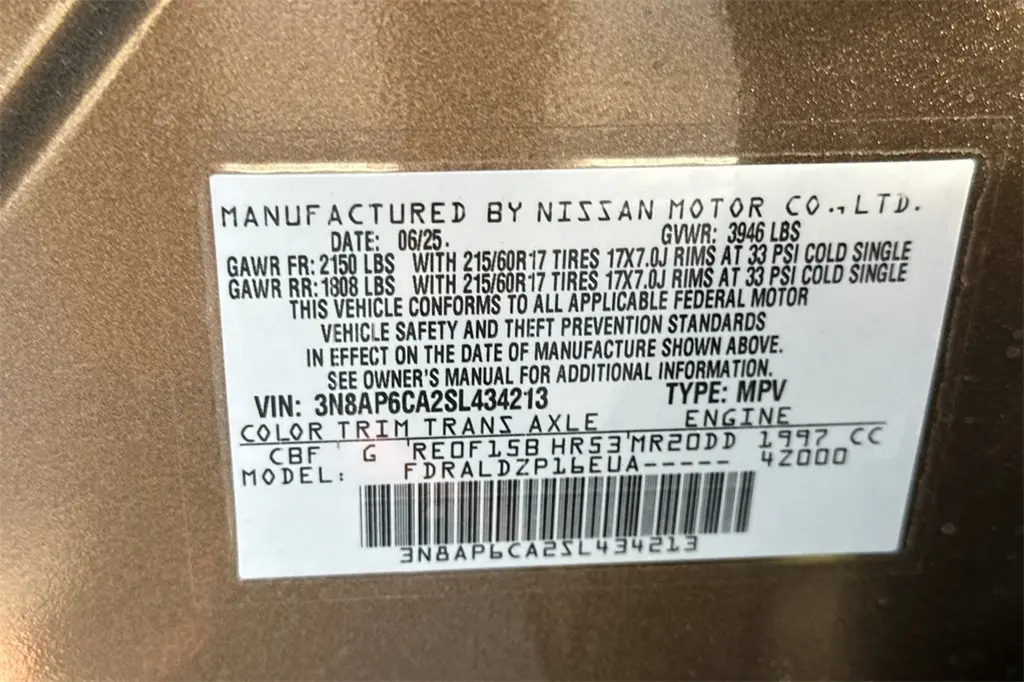 MANUFACTURED BY NISSAN MOTOR CO., LTD.
DATE: 06/25. GVWR: 3946 LBS
GAWR FR: 2150 LBS WITH 215/60R17 TIRES 17X7.0J RIMS AT 33 PSI COLD SINGLE
GAWR RR: 1808 LBS WITH 215/60R17 TIRES 17X7.0J RIMS AT 33 PSI COLD SINGLE
THIS VEHICLE CONFORMS TO ALL APPLICABLE FEDERAL MOTOR
VEHICLE SAFETY AND THEFT PREVENTION STANDARDS
IN EFFECT ON THE DATE OF MANUFACTURE SHOWN ABOVE.
SEE OWNER'S MANUAL FOR ADDITIONAL INFORMATION.
VIN: 3N8AP6CA2SL434213 TYPE: MPV
COLOR TRIM TRANS AXLE ENGINE
CBF G RE0F15B HR53 MR20DD 1997 CC
MODEL: FDRALDZP16EUA----- 4Z000
3N8AP6CA2SL434213